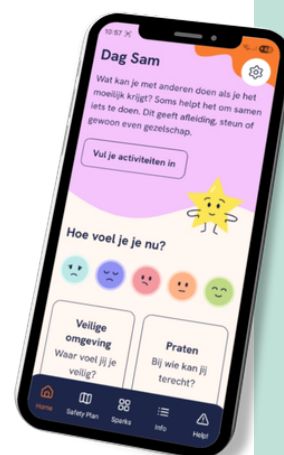 10:57
Dag Sam
Wat kan je met anderen doen als je het
moeilijk krijgt? Soms helpt het om samen
iets te doen. Dit geeft afleiding, steun of
gewoon even gezelschap.
Vul je activiteiten in
Hoe voel je je nu?
Veilige
omgeving
Waar voel jij je
veilig?
Praten
Bij wie kan jij
terecht?
Home
Safety Plan
Sparks
Info
Help!